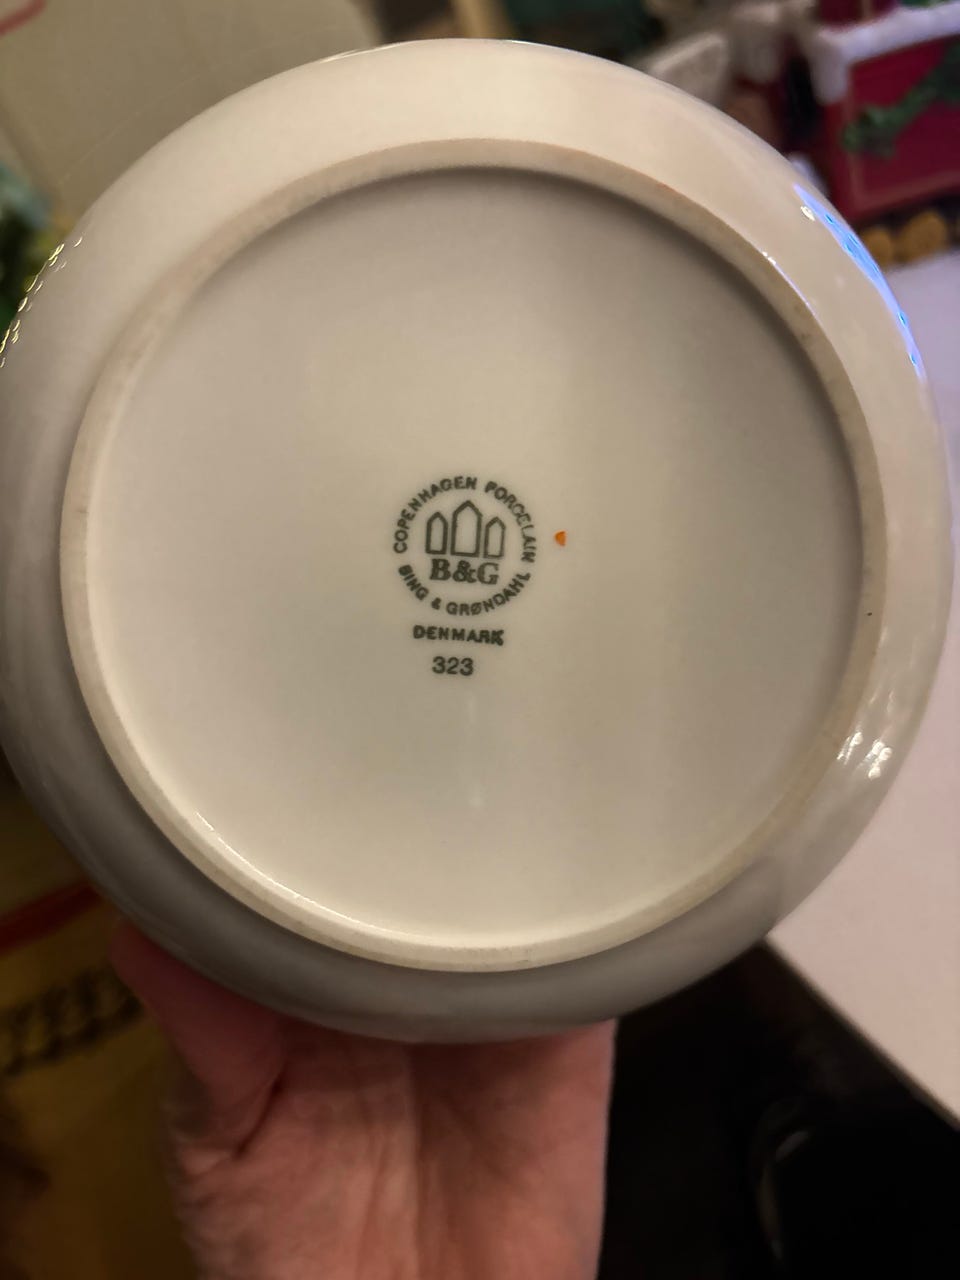 COPENHAGEN PORCELAIN
B&G
BING & GRØNDAHL
DENMARK
323